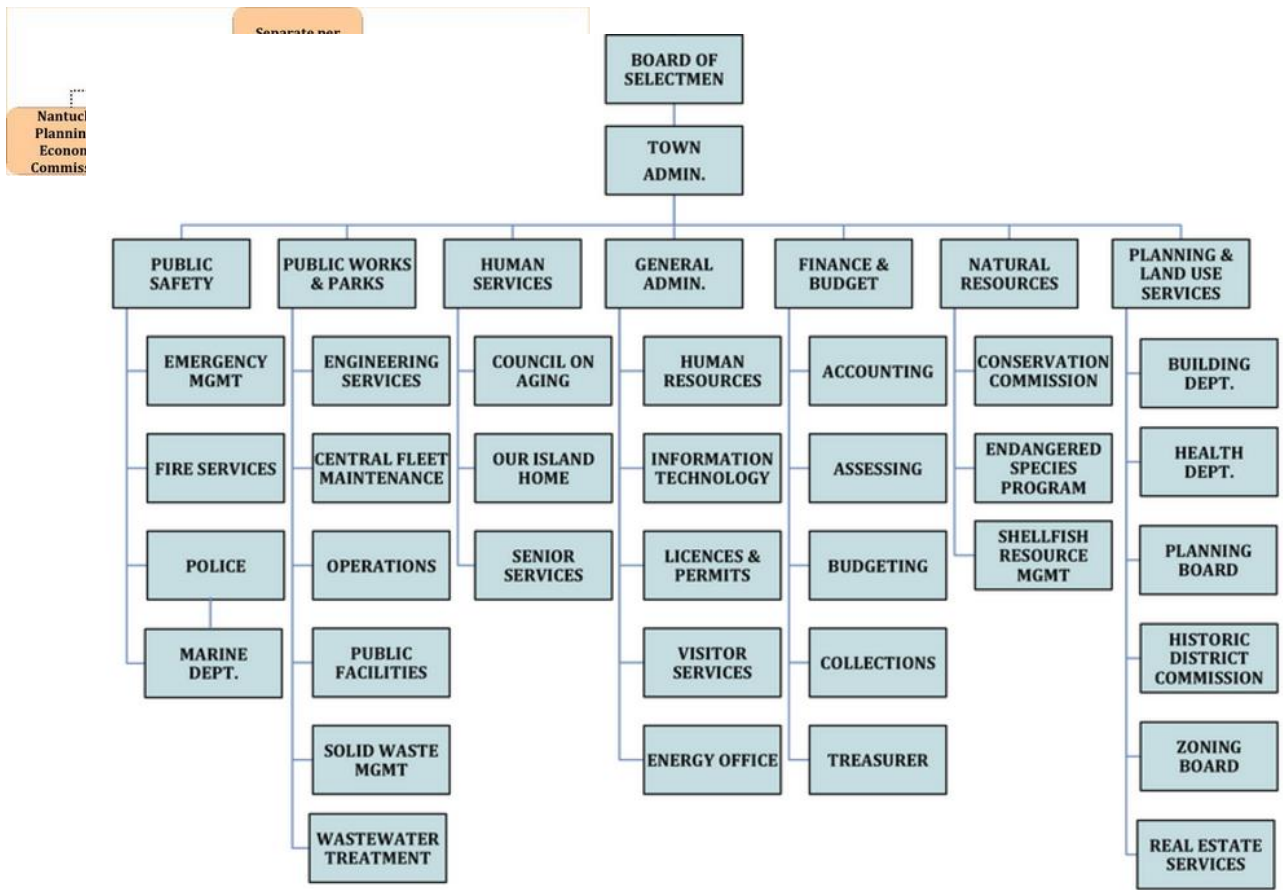 Separate per
BOARD OF
SELECTMEN
Planning
Commis
TOWN
ADMIN.
PUBLIC
SAFETY
PUBLIC WORKS
& PARKS
HUMAN
SERVICES
GENERAL
ADMIN.
FINANCE &
BUDGET
NATURAL
RESOURCES
PLANNING &
LAND USE
SERVICES
EMERGENCY
MGMT
FIRE SERVICES
POLICE
MARINE
DEPT.
ENGINEERING
SERVICES
CENTRAL FLEET
MAINTENANCE
OPERATIONS
PUBLIC
FACILITIES
SOLID WASTE
MGMT
WASTEWATER
TREATMENT
COUNCIL ON
AGING
OUR ISLAND
HOME
SENIOR
SERVICES
HUMAN
RESOURCES
INFORMATION
TECHNOLOGY
LICENCES &
PERMITS
VISITOR
SERVICES
ENERGY OFFICE
ACCOUNTING
ASSESSING
BUDGETING
COLLECTIONS
TREASURER
CONSERVATION
COMMISSION
ENDANGERED
SPECIES
PROGRAM
SHELLFISH
RESOURCE
MGMT
BUILDING
DEPT.
HEALTH
DEPT.
PLANNING
BOARD
HISTORIC
DISTRICT
COMMISSION
ZONING
BOARD
REAL ESTATE
SERVICES